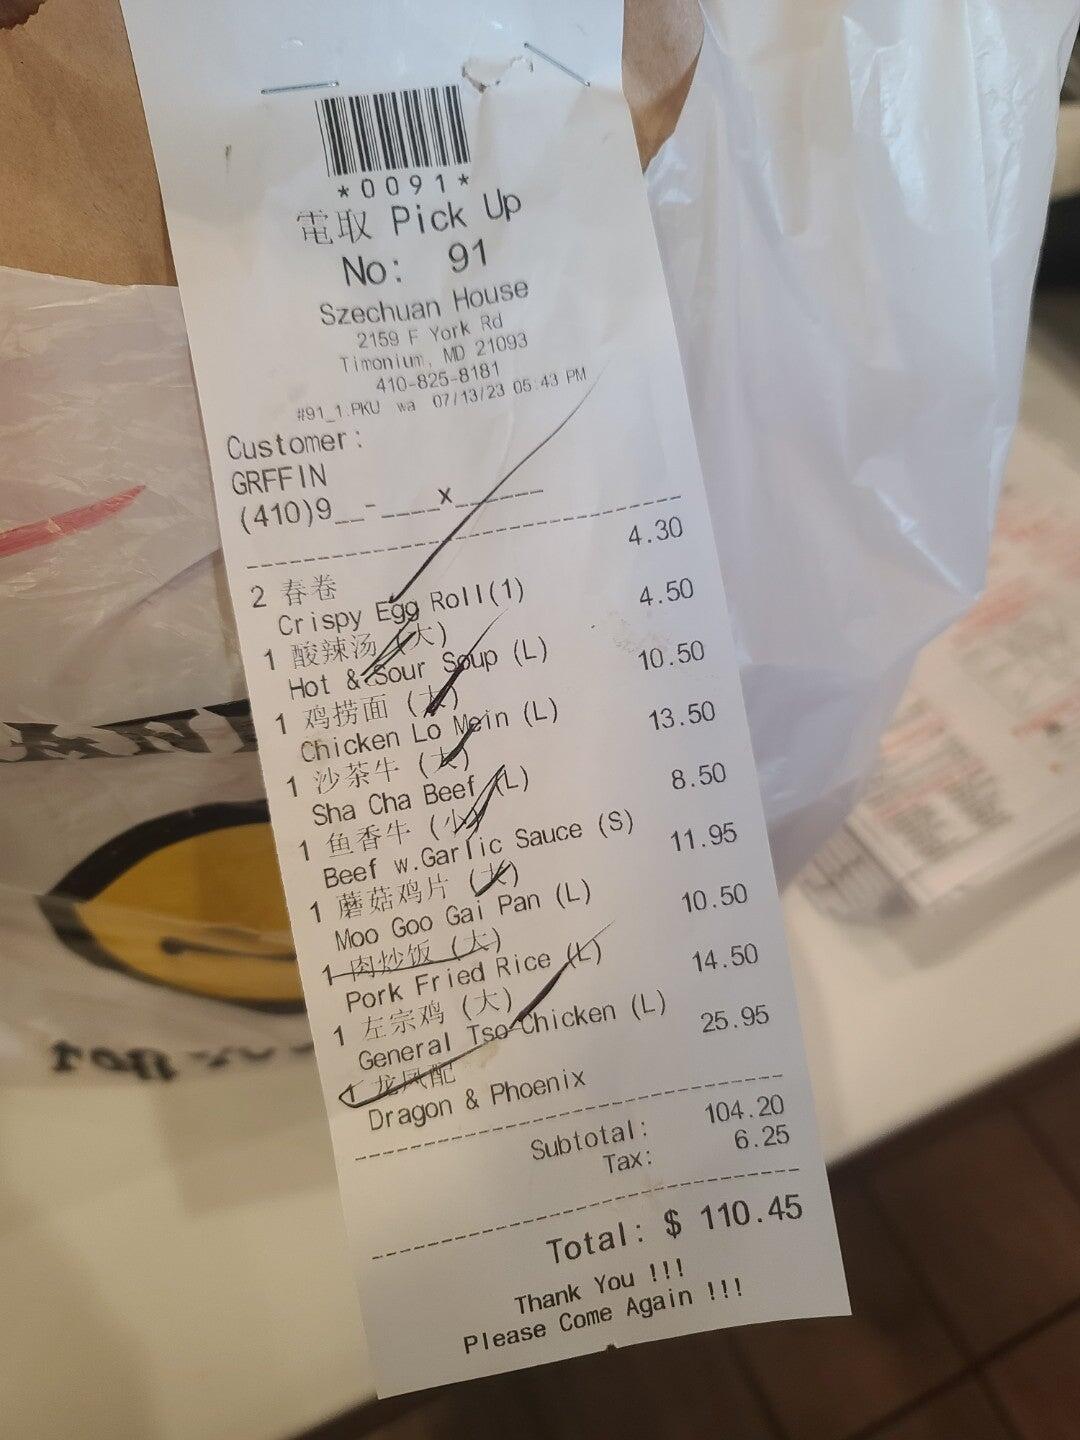 *0091*
電取 Pick Up
No: 91
Szechuan House
2159 F York Rd
Timonium, MD 21093
410-825-8181
#91_1.PKU wa 07/13/23 05:43 PM
Customer:
GRFFIN
(410)9__-____x______
2 春卷 4.30
Crispy Egg Roll(1)
1 酸辣汤 (大) 4.50
Hot & Sour Soup (L)
1 鸡捞面 (大) 10.50
Chicken Lo Mein (L)
1 沙茶牛 (大) 13.50
Sha Cha Beef (L)
1 鱼香牛 (小) 8.50
Beef w.Garlic Sauce (S)
1 蘑菇鸡片 (大) 11.95
Moo Goo Gai Pan (L)
1 肉炒饭 (大) 10.50
Pork Fried Rice (L)
1 左宗鸡 (大) 14.50
General Tso Chicken (L)
1 龙凤配 25.95
Dragon & Phoenix
Subtotal: 104.20
Tax: 6.25
Total: $ 110.45
Thank You !!!
Please Come Again !!!